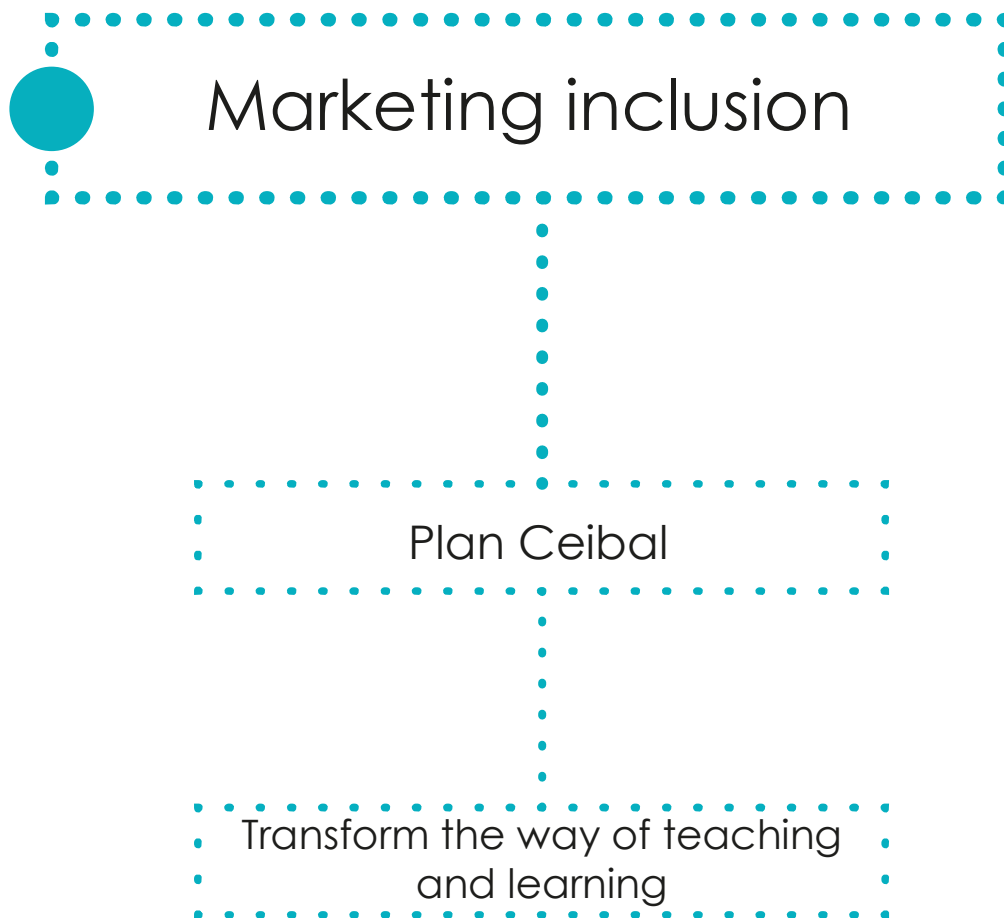 Marketing inclusion
Plan Ceibal
Transform the way of teaching
and learning